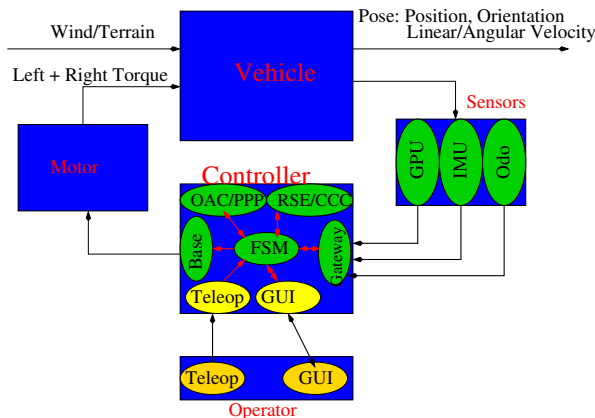 Pose: Position, Orientation
Wind/Terrain
Linear/Angular Velocity
Vehicle
Left + Right Torque
Sensors
Motor
GPU
IMU
Odo
Controller
OAC/PPP
RSE/CCC
Base
FSM
Gateway
Teleop
GUI
Teleop
GUI
Operator